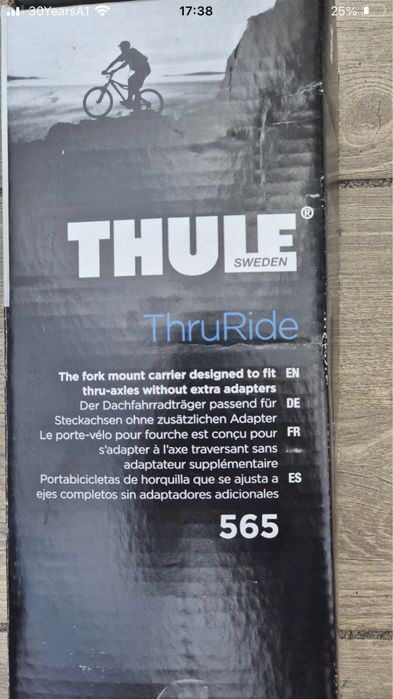 30YearsA1 17:38 25%
THULE®
SWEDEN
ThruRide
The fork mount carrier designed to fit EN
thru-axles without extra adapters
Der Dachfahrradträger passend für DE
Steckachsen ohne zusätzlichen Adapter
Le porte-vélo pour fourche est conçu pour FR
s'adapter à l'axe traversant sans
adaptateur supplémentaire
Portabicicletas de horquilla que se ajusta a ES
ejes completos sin adaptadores adicionales
565